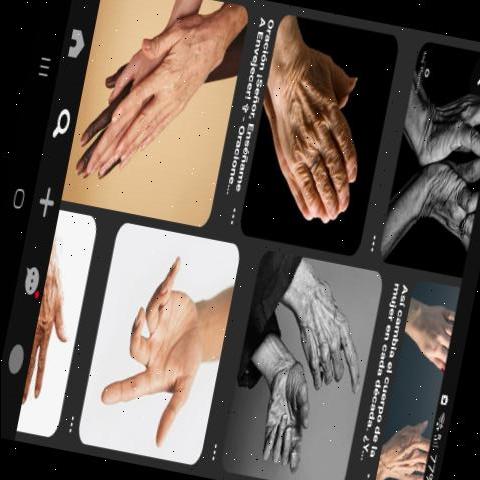 Oración ¡Señor, Enséñame
A Envejecer! 🌹 - Oracione...
Así cambia el cuerpo de la
mujer en cada década. ¿Y...